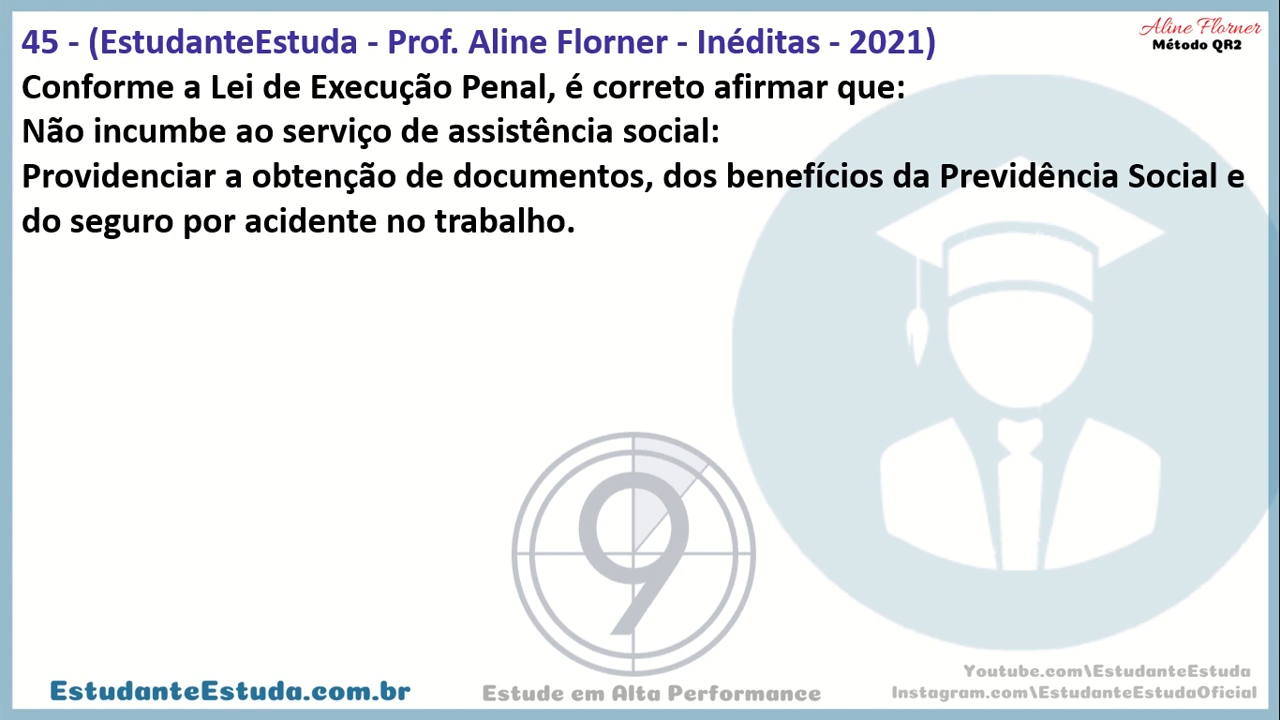 45 - (EstudanteEstuda - Prof. Aline Florner - Inéditas - 2021)
Aline Florner
Método QR2
Conforme a Lei de Execução Penal, é correto afirmar que:
Não incumbe ao serviço de assistência social:
Providenciar a obtenção de documentos, dos benefícios da Previdência Social e
do seguro por acidente no trabalho.
9
EstudanteEstuda.com.br
Estude em Alta Performance
Youtube.com\EstudanteEstuda
Instagram.com\EstudanteEstudaOficial